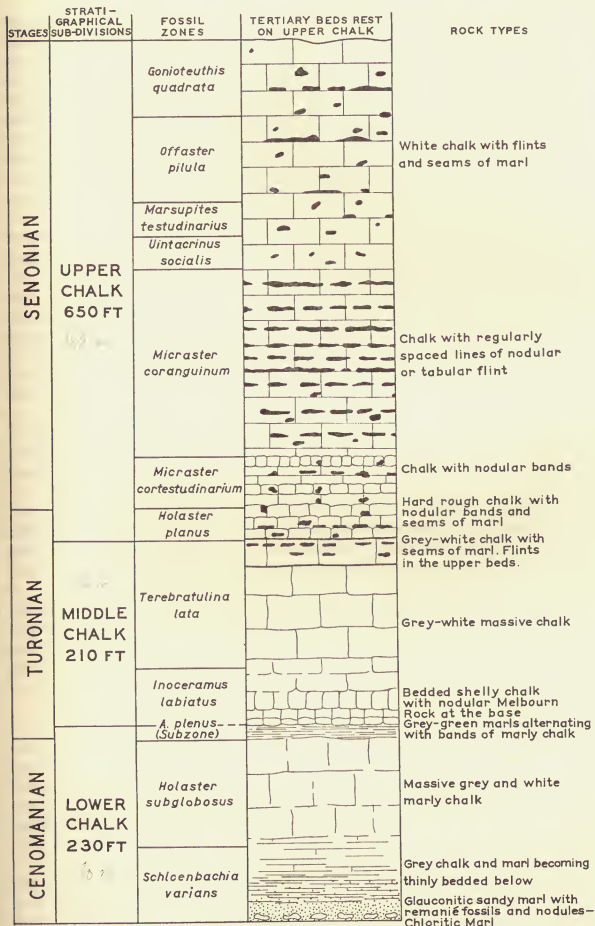 STAGES
STRATI-
GRAPHICAL
SUB-DIVISIONS
FOSSIL
ZONES
TERTIARY BEDS REST
ON UPPER CHALK
ROCK TYPES
SENONIAN
TURONIAN
CENOMANIAN
UPPER
CHALK
650 FT
MIDDLE
CHALK
210 FT
LOWER
CHALK
230 FT
Gonioteuthis
quadrata
Offaster
pilula
Marsupites
testudinarius
Uintacrinus
socialis
Micraster
coranguinum
Micraster
cortestudinarium
Holaster
planus
Terebratulina
lata
Inoceramus
labiatus
A. plenus
(Subzone)
Holaster
subglobosus
Schloenbachia
varians
White chalk with flints
and seams of marl
Chalk with regularly
spaced lines of nodular
or tabular flint
Chalk with nodular bands
Hard rough chalk with
nodular bands and
seams of marl
Grey-white chalk with
seams of marl. Flints
in the upper beds.
Grey-white massive chalk
Bedded shelly chalk
with nodular Melbourn
Rock at the base
Grey-green marls alternating
with bands of marly chalk
Massive grey and white
marly chalk
Grey chalk and marl becoming
thinly bedded below
Glauconitic sandy marl with
remanié fossils and nodules—
Chloritic Marl